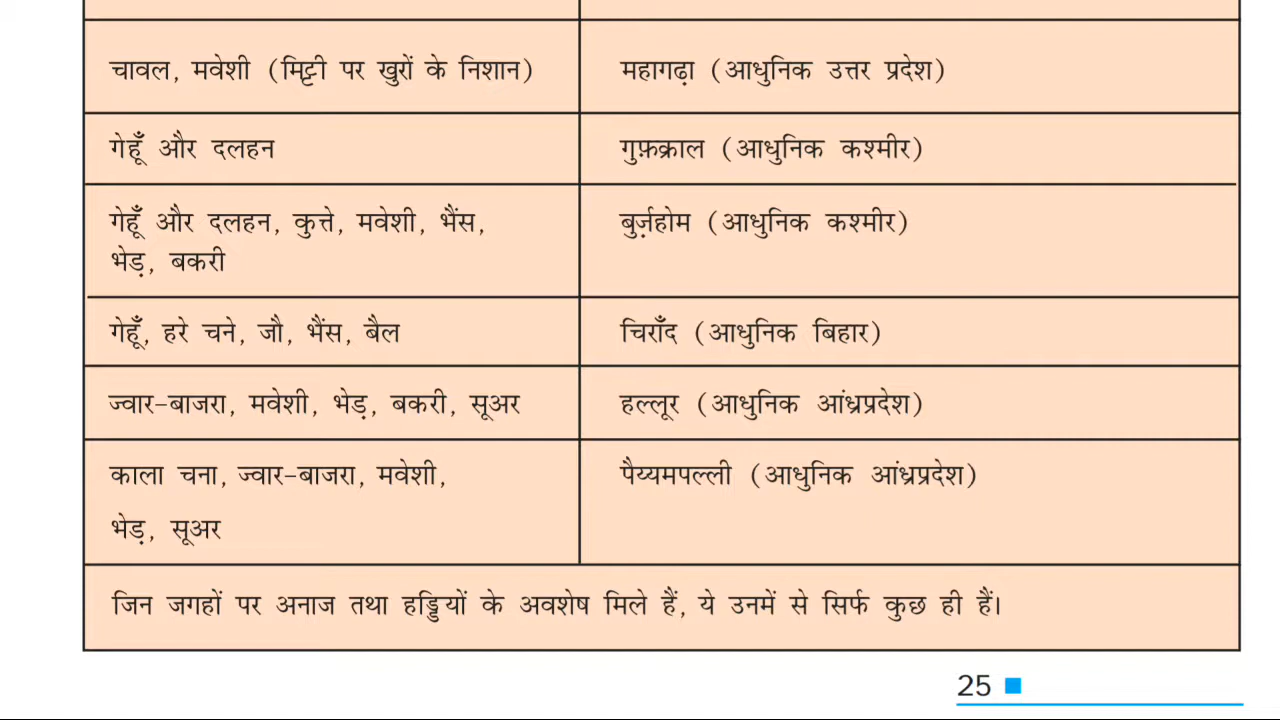 चावल, मवेशी (मिट्टी पर खुरों के निशान) महागढ़ा (आधुनिक उत्तर प्रदेश)
गेहूँ और दलहन गुफ़क्राल (आधुनिक कश्मीर)
गेहूँ और दलहन, कुत्ते, मवेशी, भैंस, बुर्ज़होम (आधुनिक कश्मीर)
भेड़, बकरी
गेहूँ, हरे चने, जौ, भैंस, बैल चिराँद (आधुनिक बिहार)
ज्वार-बाजरा, मवेशी, भेड़, बकरी, सूअर हल्लूर (आधुनिक आंध्रप्रदेश)
काला चना, ज्वार-बाजरा, मवेशी, पैय्यमपल्ली (आधुनिक आंध्रप्रदेश)
भेड़, सूअर
जिन जगहों पर अनाज तथा हड्डियों के अवशेष मिले हैं, ये उनमें से सिर्फ कुछ ही हैं।
25